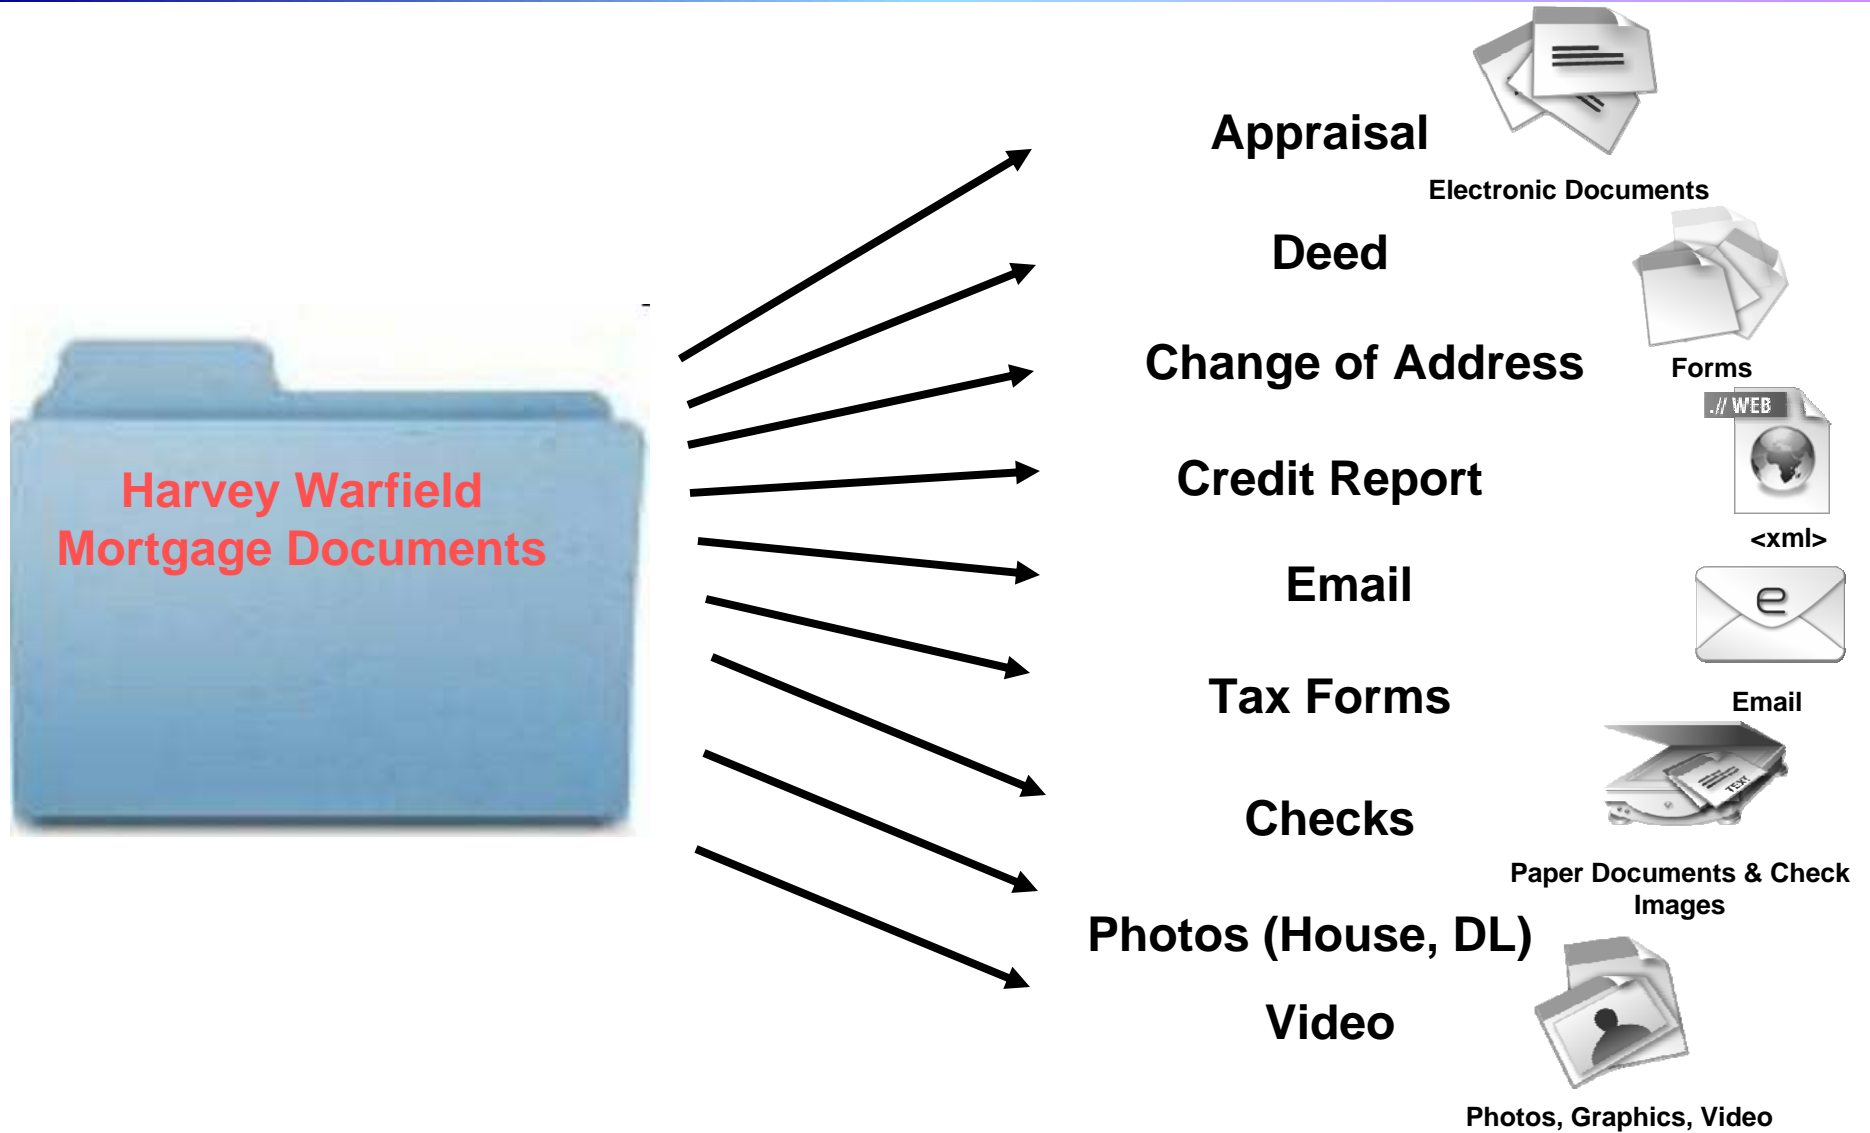 Harvey Warfield
Mortgage Documents
Appraisal
Electronic Documents
Deed
Change of Address
Forms
.// WEB
Credit Report
<xml>
Email
e
Tax Forms
Email
TEXT
Checks
Paper Documents & Check
Images
Photos (House, DL)
Video
Photos, Graphics, Video